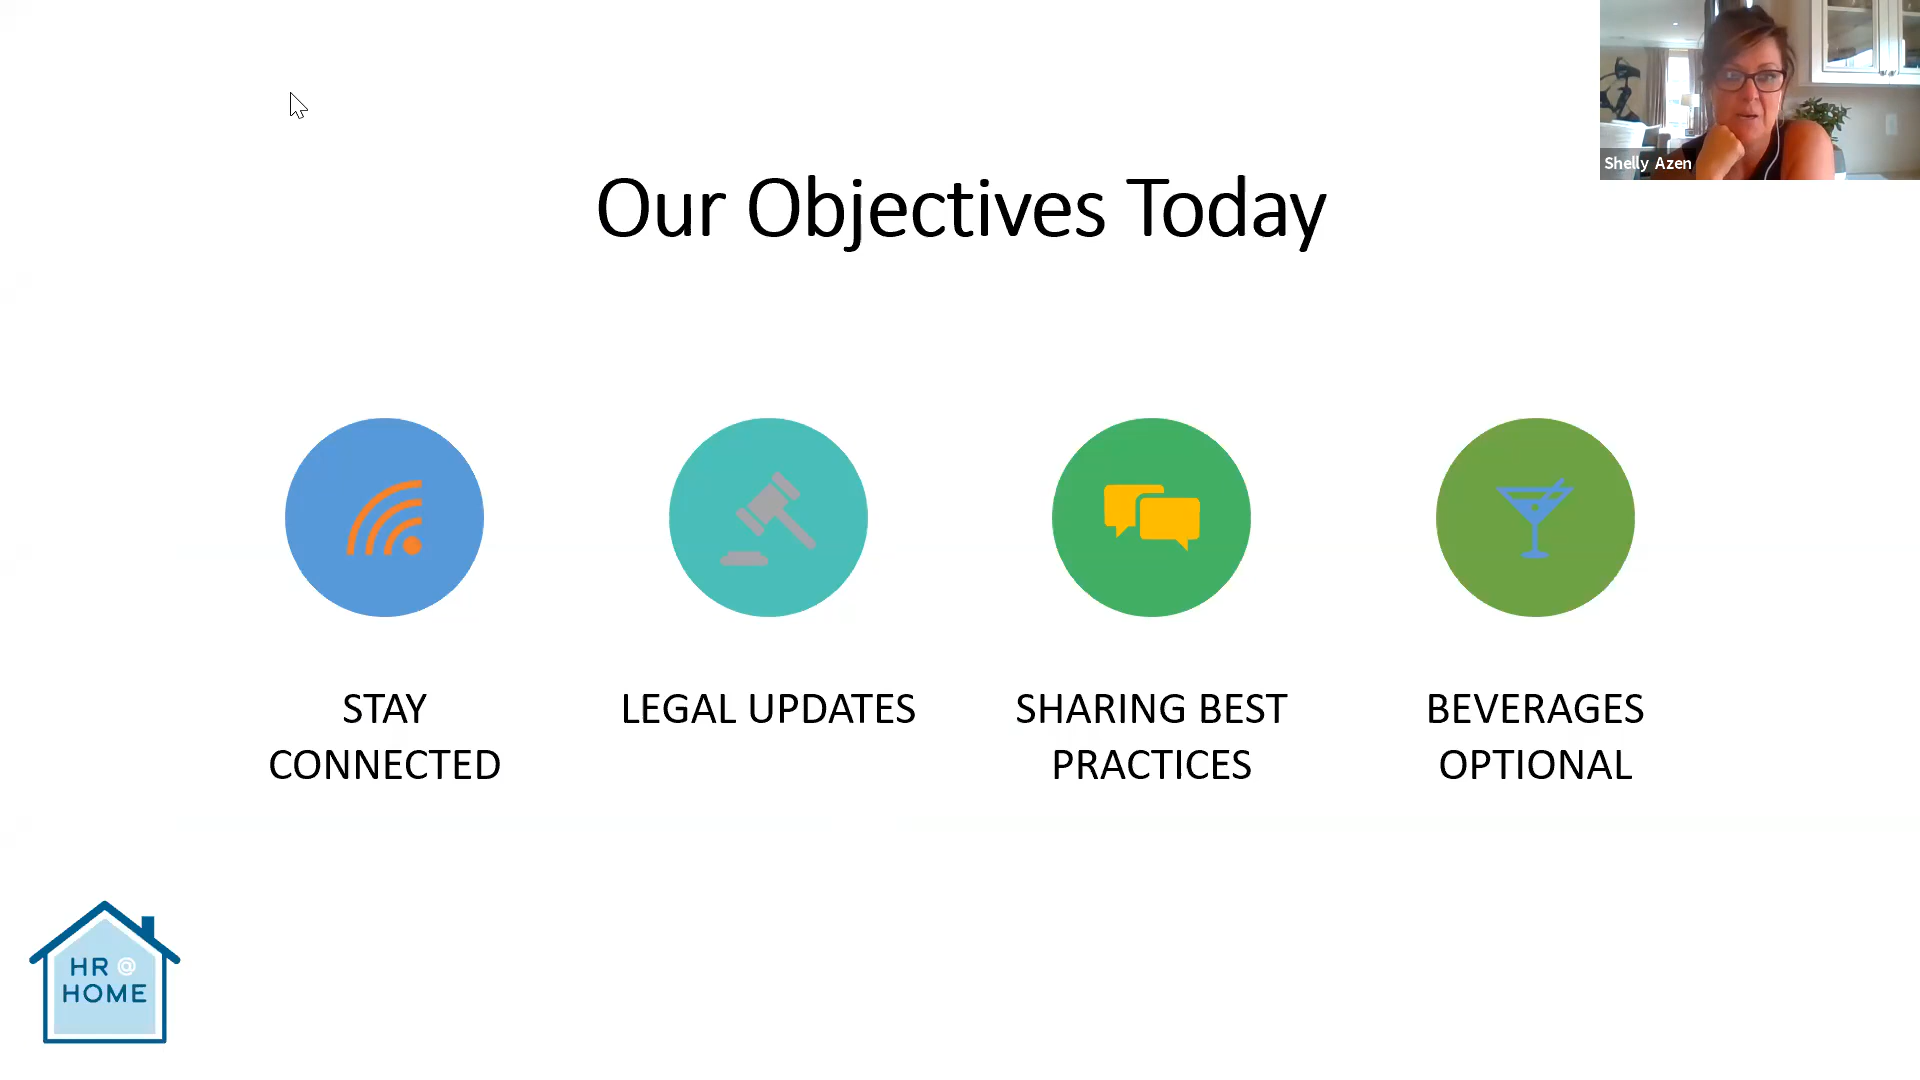 Shelly Azen
Our Objectives Today
STAY
CONNECTED
LEGAL UPDATES
SHARING BEST
PRACTICES
BEVERAGES
OPTIONAL
HR @
HOME